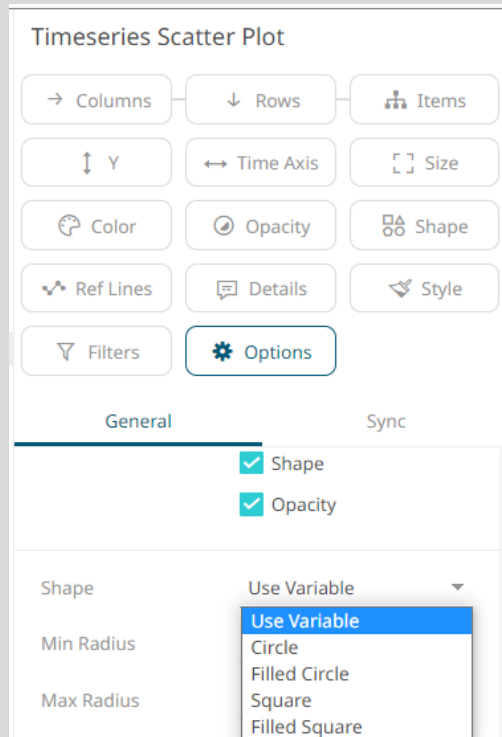 Timeseries Scatter Plot
Columns Rows Items
Y Time Axis Size
Color Opacity Shape
Ref Lines Details Style
Filters Options
General Sync
Shape
Opacity
Shape Use Variable
Use Variable
Min Radius Circle
Filled Circle
Max Radius Square
Filled Square